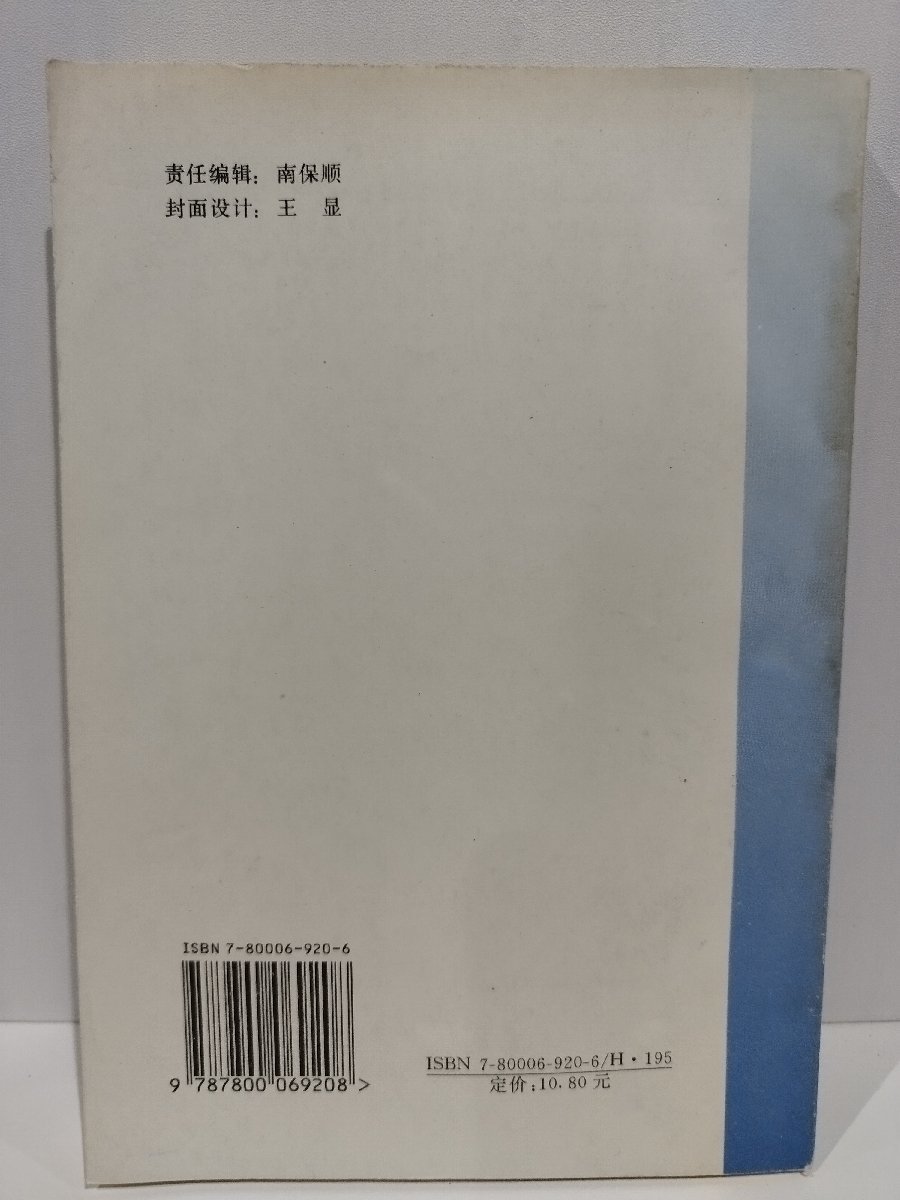 责任编辑：南保顺
封面设计：王　显
ISBN 7-80006-920-6
9 787800 069208 >
ISBN 7-80006-920-6/H·195
定价：10.80元